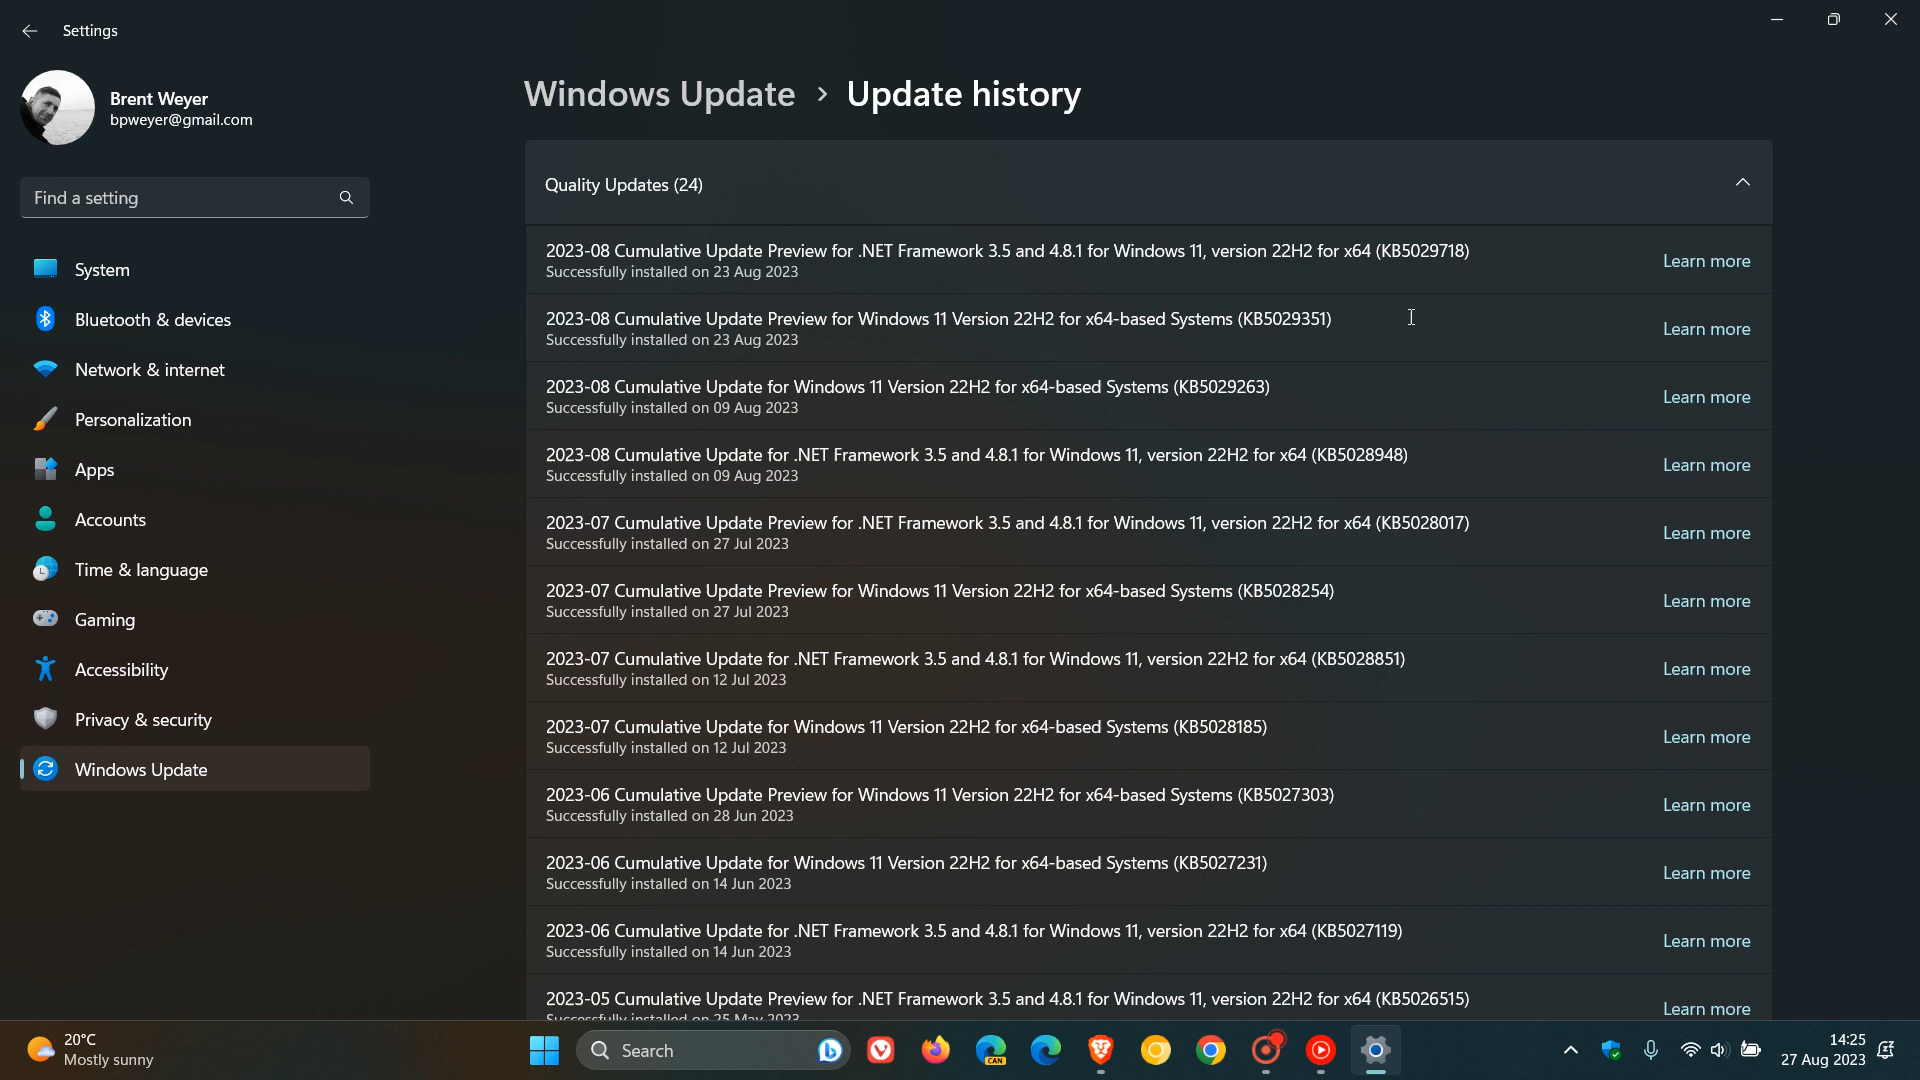 Settings
Brent Weyer
bpweyer@gmail.com
Find a setting
System
Bluetooth & devices
Network & internet
Personalization
Apps
Accounts
Time & language
Gaming
Accessibility
Privacy & security
Windows Update
Windows Update > Update history
Quality Updates (24)
2023-08 Cumulative Update Preview for .NET Framework 3.5 and 4.8.1 for Windows 11, version 22H2 for x64 (KB5029718)
Successfully installed on 23 Aug 2023
Learn more
2023-08 Cumulative Update Preview for Windows 11 Version 22H2 for x64-based Systems (KB5029351)
Successfully installed on 23 Aug 2023
Learn more
2023-08 Cumulative Update for Windows 11 Version 22H2 for x64-based Systems (KB5029263)
Successfully installed on 09 Aug 2023
Learn more
2023-08 Cumulative Update for .NET Framework 3.5 and 4.8.1 for Windows 11, version 22H2 for x64 (KB5028948)
Successfully installed on 09 Aug 2023
Learn more
2023-07 Cumulative Update Preview for .NET Framework 3.5 and 4.8.1 for Windows 11, version 22H2 for x64 (KB5028017)
Successfully installed on 27 Jul 2023
Learn more
2023-07 Cumulative Update Preview for Windows 11 Version 22H2 for x64-based Systems (KB5028254)
Successfully installed on 27 Jul 2023
Learn more
2023-07 Cumulative Update for .NET Framework 3.5 and 4.8.1 for Windows 11, version 22H2 for x64 (KB5028851)
Successfully installed on 12 Jul 2023
Learn more
2023-07 Cumulative Update for Windows 11 Version 22H2 for x64-based Systems (KB5028185)
Successfully installed on 12 Jul 2023
Learn more
2023-06 Cumulative Update Preview for Windows 11 Version 22H2 for x64-based Systems (KB5027303)
Successfully installed on 28 Jun 2023
Learn more
2023-06 Cumulative Update for Windows 11 Version 22H2 for x64-based Systems (KB5027231)
Successfully installed on 14 Jun 2023
Learn more
2023-06 Cumulative Update for .NET Framework 3.5 and 4.8.1 for Windows 11, version 22H2 for x64 (KB5027119)
Successfully installed on 14 Jun 2023
Learn more
2023-05 Cumulative Update Preview for .NET Framework 3.5 and 4.8.1 for Windows 11, version 22H2 for x64 (KB5026515)
Successfully installed on 25 May 2023
Learn more
20°C
Mostly sunny
Search
CAN
14:25
27 Aug 2023